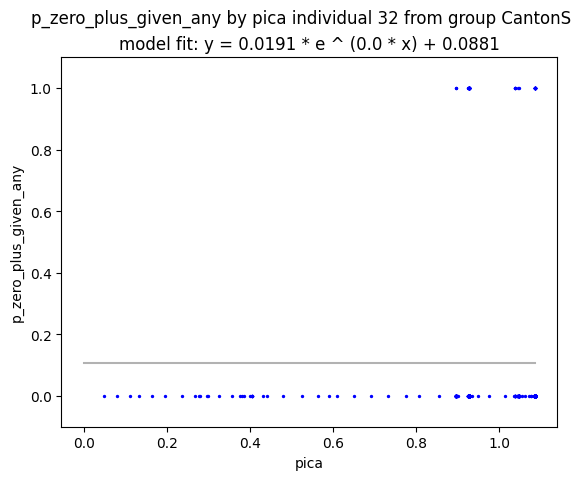 p_zero_plus_given_any by pica individual 32 from group CantonS
model fit: y = 0.0191 * e ^ (0.0 * x) + 0.0881
1.0
0.8
0.6
0.4
0.2
0.0
p_zero_plus_given_any
0.0 0.2 0.4 0.6 0.8 1.0
pica